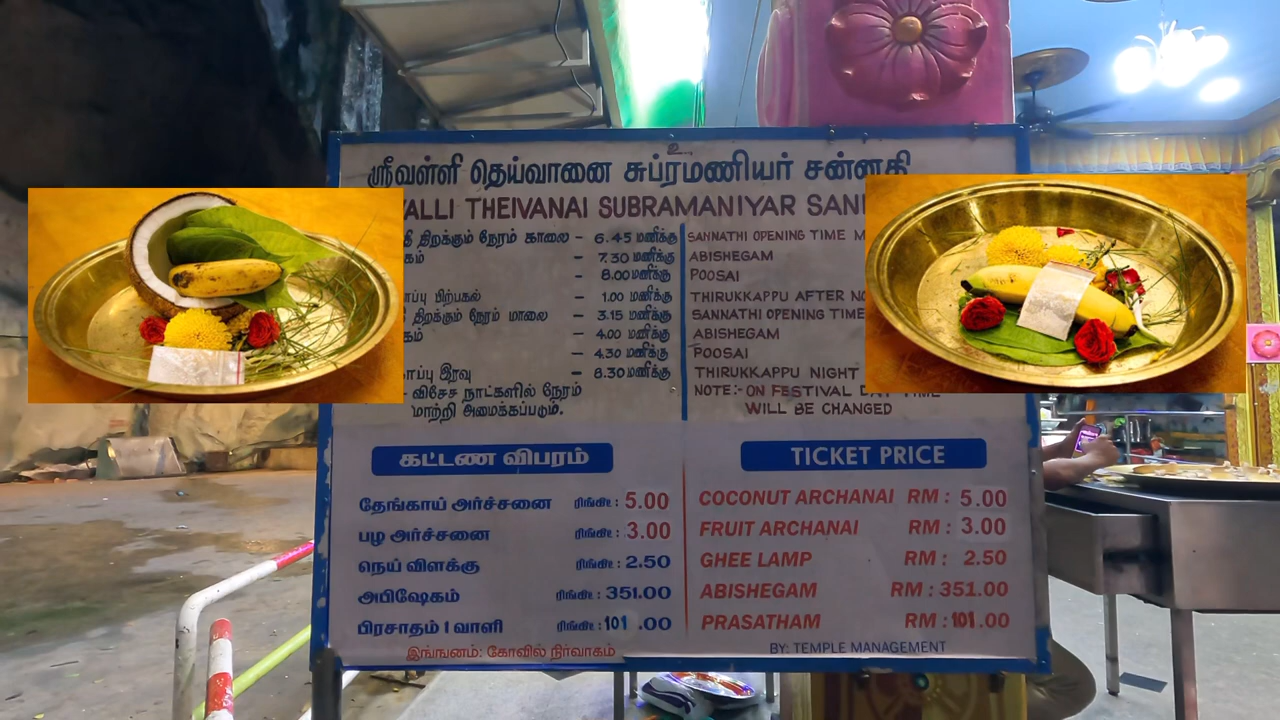 உ
ஸ்ரீவள்ளி தெய்வானை சுப்ரமணியர் சன்னதி
VALLI THEIVANAI SUBRAMANIYAR
திறக்கும் நேரம் காலை - 6.45 மணிக்கு SANNATHI OPENING TIME
- 7.30 மணிக்கு ABISHEGAM
- 8.00 மணிக்கு POOSAI
பிற்பகல் - 1.00 மணிக்கு THIRUKKAPPU AFTER
திறக்கும் நேரம் மாலை - 3.15 மணிக்கு SANNATHI OPENING TIME
- 4.00 மணிக்கு ABISHEGAM
- 4.30 மணிக்கு POOSAI
இரவு - 8.30 மணிக்கு THIRUKKAPPU NIGHT
- விசேச நாட்களில் நேரம் NOTE:- ON FESTIVAL DAY TIME
மாற்றி அமைக்கப்படும். WILL BE CHANGED
கட்டண விபரம்
தேங்காய் அர்ச்சனை ரிங்கிட்: 5.00
பழ அர்ச்சனை ரிங்கிட்: 3.00
நெய் விளக்கு ரிங்கிட்: 2.50
அபிஷேகம் ரிங்கிட்: 351.00
பிரசாதம் 1 வாளி ரிங்கிட்: 101.00
இங்ஙனம்: கோவில் நிர்வாகம்
TICKET PRICE
COCONUT ARCHANAI RM : 5.00
FRUIT ARCHANAI RM : 3.00
GHEE LAMP RM : 2.50
ABISHEGAM RM : 351.00
PRASATHAM RM : 101.00
BY: TEMPLE MANAGEMENT